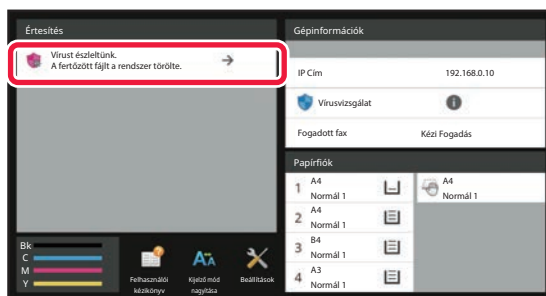 Értesítés
Vírust észleltünk.
A fertőzött fájlt a rendszer törölte.
Bk
C
M
Y
Felhasználói
kézikönyv
Kijelző mód
nagyítása
Beállítások
Gépinformációk
IP Cím 192.168.0.10
Vírusvizsgálat
Fogadott fax Kézi Fogadás
Papírfiók
1 A4
Normál 1
A4
Normál 1
2 A4
Normál 1
3 B4
Normál 1
4 A3
Normál 1